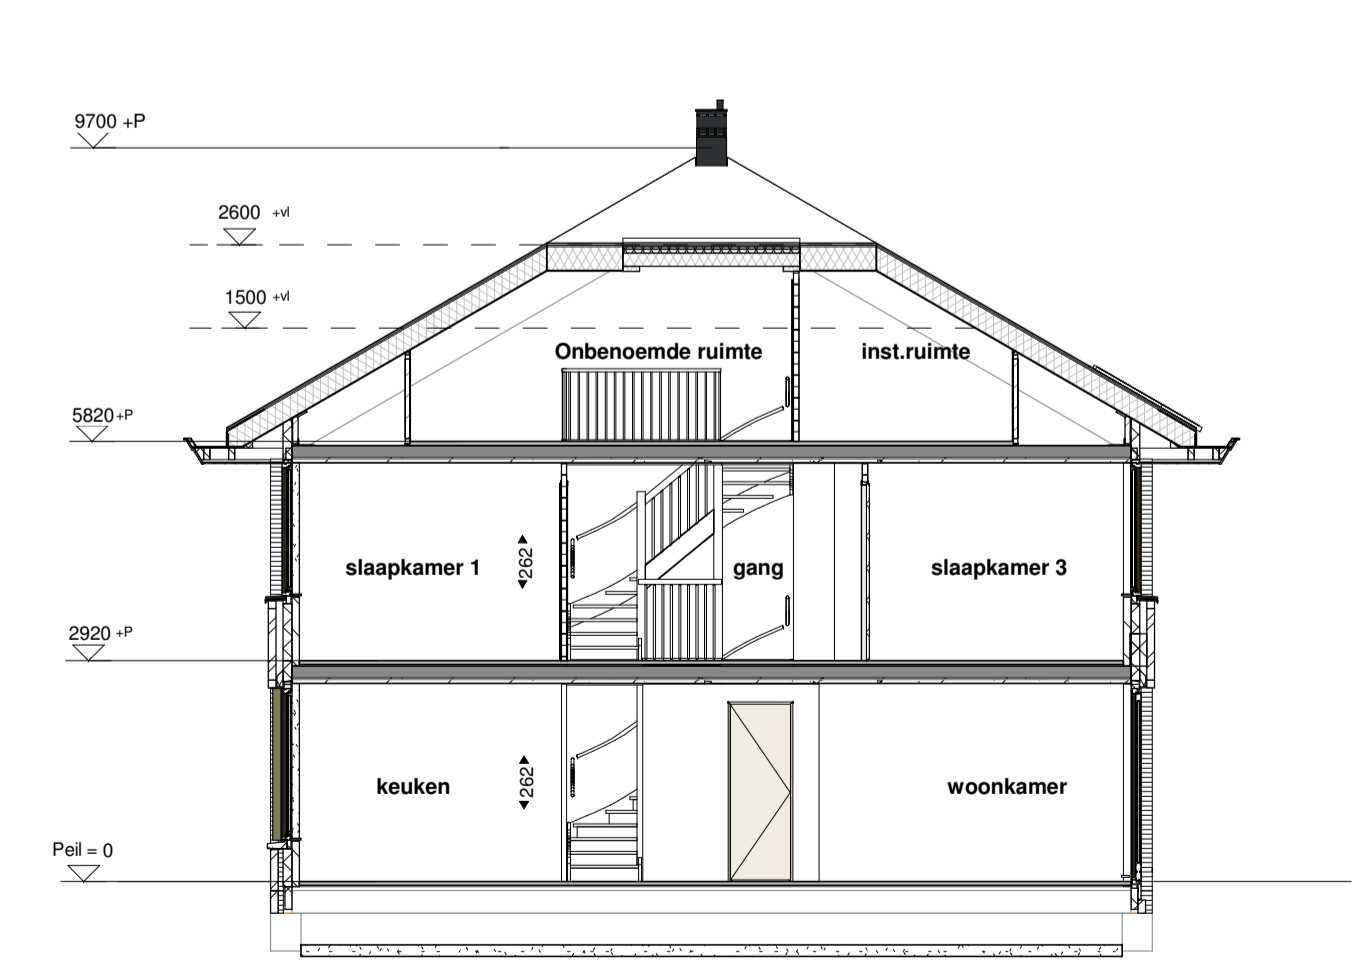 9700 +P
2600 +vl
1500 +vl
Onbenoemde ruimte
inst.ruimte
5820+P
slaapkamer 1
262
gang
slaapkamer 3
2920 +P
keuken
262
woonkamer
Peil = 0